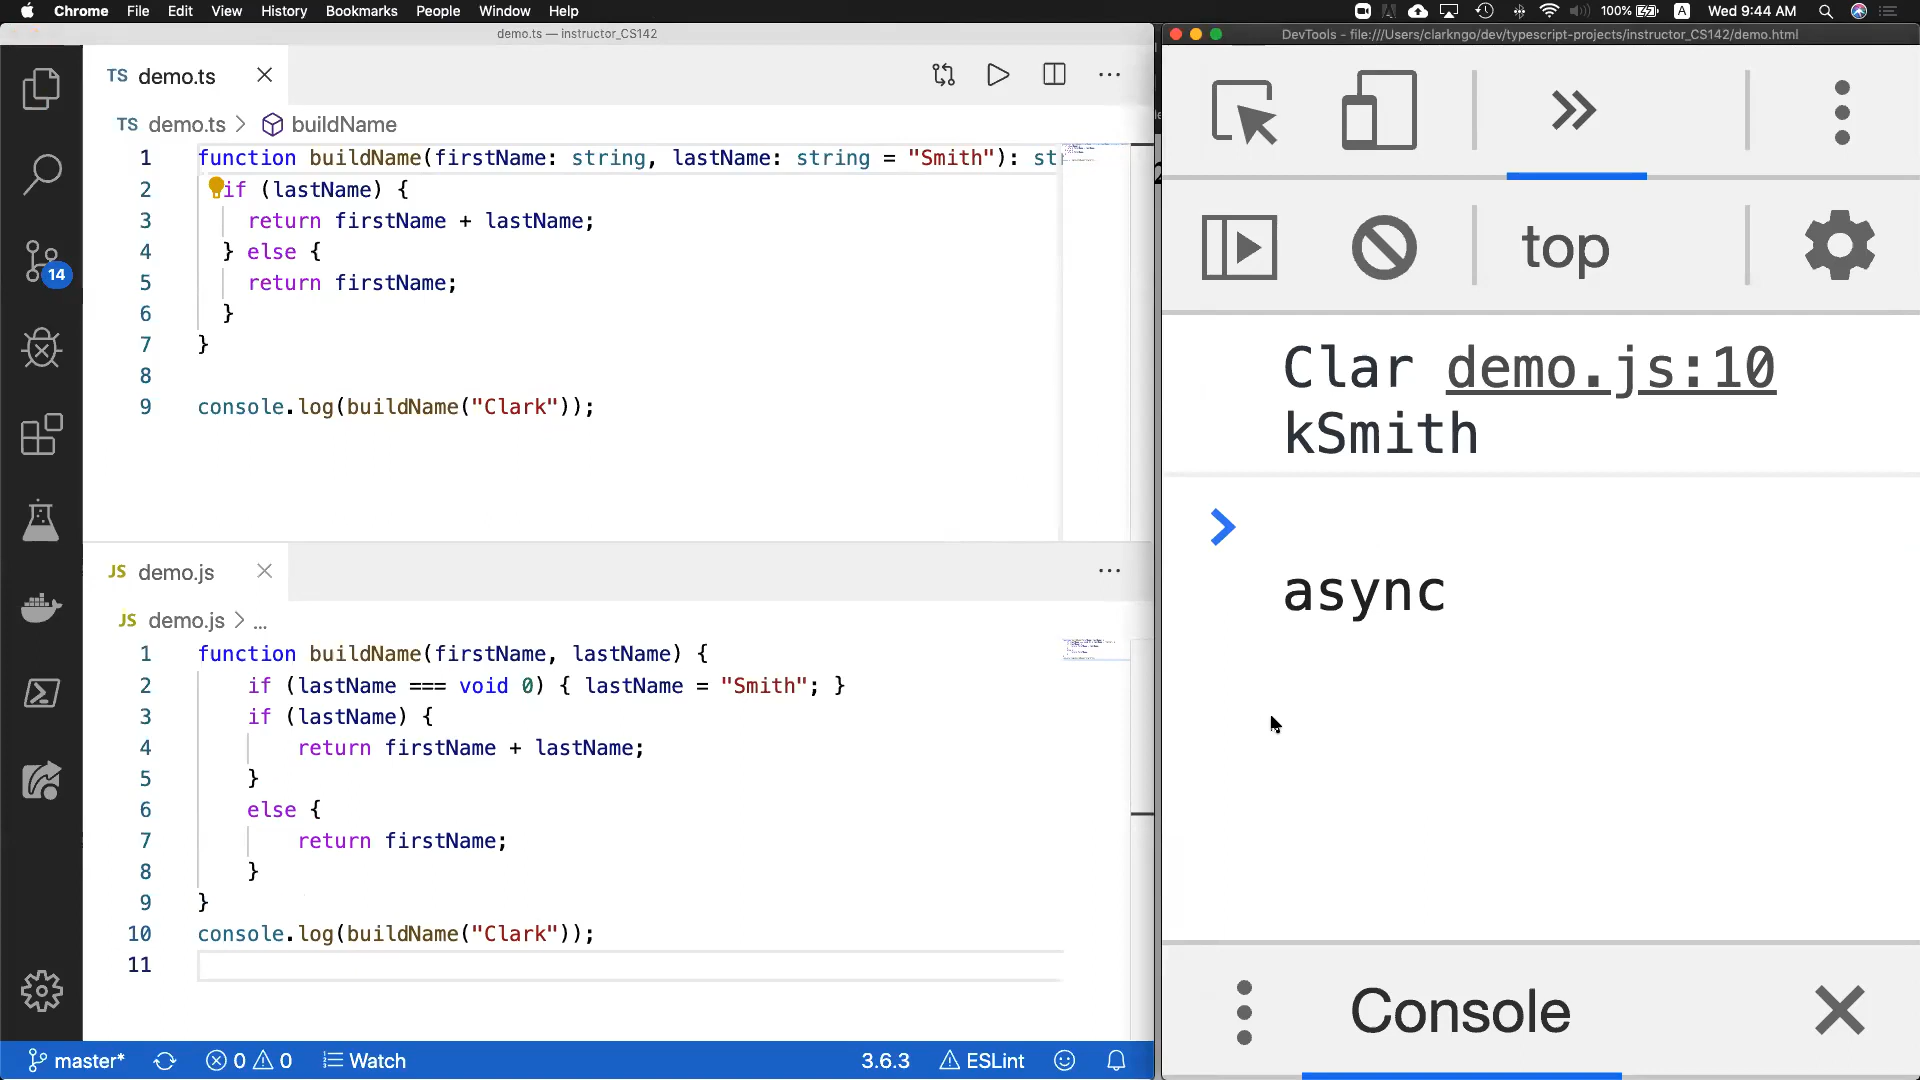 Chrome File Edit View History Bookmarks People Window Help
100% A Wed 9:44 AM
demo.ts — instructor_CS142
TS demo.ts
TS demo.ts > buildName
1 function buildName(firstName: string, lastName: string = "Smith"): st
2 if (lastName) {
3 return firstName + lastName;
4 } else {
5 return firstName;
6 }
7 }
8
9 console.log(buildName("Clark"));
14
JS demo.js
JS demo.js > ...
1 function buildName(firstName, lastName) {
2 if (lastName === void 0) { lastName = "Smith"; }
3 if (lastName) {
4 return firstName + lastName;
5 }
6 else {
7 return firstName;
8 }
9 }
10 console.log(buildName("Clark"));
11
master* 0 0 Watch 3.6.3 ESLint
DevTools - file:///Users/clarkngo/dev/typescript-projects/instructor_CS142/demo.html
top
Clar demo.js:10
kSmith
>
async
Console